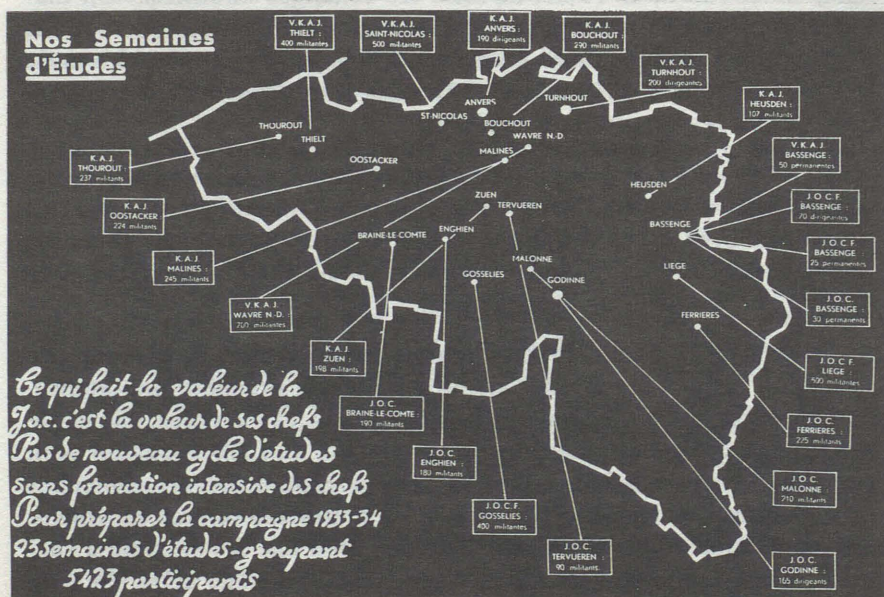 Nos Semaines
d'Études
V.K.A.J.
THIELT :
400 militantes
V.K.A.J.
SAINT-NICOLAS :
500 militantes
K.A.J.
ANVERS :
190 dirigeants
K.A.J.
BOUCHOUT :
290 militants
V.K.A.J.
TURNHOUT :
200 dirigeantes
K.A.J.
HEUSDEN :
107 militants
V.K.A.J.
BASSENGE :
50 permanentes
J.O.C.F.
BASSENGE :
70 dirigeantes
J.O.C.F.
BASSENGE :
25 permanentes
J.O.C.
BASSENGE :
30 permanents
J.O.C.F.
LIEGE :
500 militantes
J.O.C.
FERRIERES :
225 militants
J.O.C.
MALONNE :
210 militants
J.O.C.
GODINNE :
165 dirigeants
J.O.C.
TERVUEREN :
90 militants
J.O.C.F.
GOSSELIES :
400 militantes
J.O.C.
ENGHIEN :
180 militants
J.O.C.
BRAINE-LE-COMTE :
190 militants
K.A.J.
ZUEN :
198 militants
V.K.A.J.
WAVRE N.-D. :
700 militantes
K.A.J.
MALINES :
245 militants
K.A.J.
OOSTACKER :
224 militants
K.A.J.
THOUROUT :
237 militants
ANVERS
TURNHOUT
ST-NICOLAS
BOUCHOUT
THOUROUT
THIELT
WAVRE N.-D.
MALINES
OOSTACKER
HEUSDEN
ZUEN
TERVUEREN
BASSENGE
BRAINE-LE-COMTE
ENGHIEN
MALONNE
LIEGE
GOSSELIES
GODINNE
FERRIERES
Ce qui fait la valeur de la
J.o.c. c'est la valeur de ses chefs
Pas de nouveau cycle d'études
sans formation intensive des chefs
Pour préparer la campagne 1933-34
23 semaines d'études-groupant
5423 participants